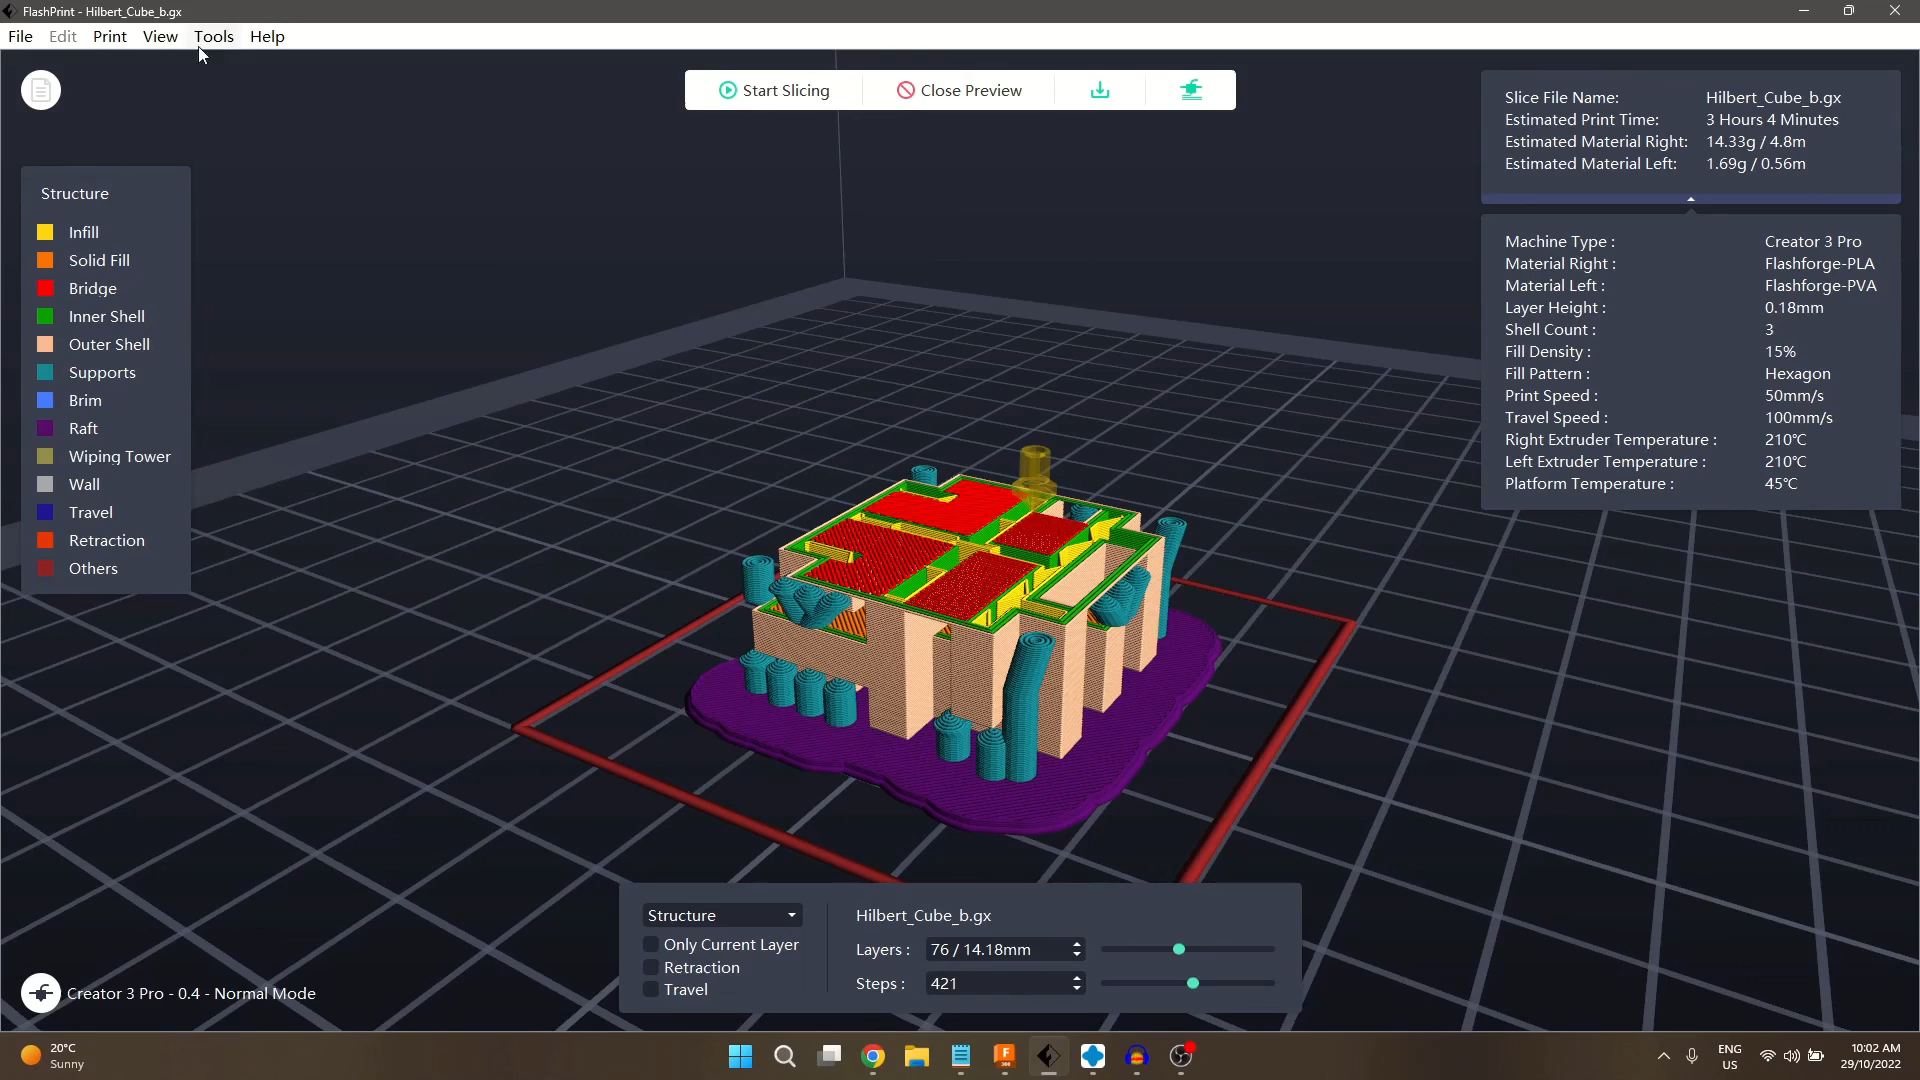 FlashPrint - Hilbert_Cube_b.gx
File Edit Print View Tools Help
Start Slicing
Close Preview
Slice File Name: Hilbert_Cube_b.gx
Estimated Print Time: 3 Hours 4 Minutes
Estimated Material Right: 14.33g / 4.8m
Estimated Material Left: 1.69g / 0.56m
Structure
Infill
Solid Fill
Bridge
Inner Shell
Outer Shell
Supports
Brim
Raft
Wiping Tower
Wall
Travel
Retraction
Others
Machine Type : Creator 3 Pro
Material Right : Flashforge-PLA
Material Left : Flashforge-PVA
Layer Height : 0.18mm
Shell Count : 3
Fill Density : 15%
Fill Pattern : Hexagon
Print Speed : 50mm/s
Travel Speed : 100mm/s
Right Extruder Temperature : 210℃
Left Extruder Temperature : 210℃
Platform Temperature : 45℃
Structure
Only Current Layer
Retraction
Travel
Hilbert_Cube_b.gx
Layers : 76 / 14.18mm
Steps : 421
Creator 3 Pro - 0.4 - Normal Mode
20°C
Sunny
ENG
US
10:02 AM
29/10/2022